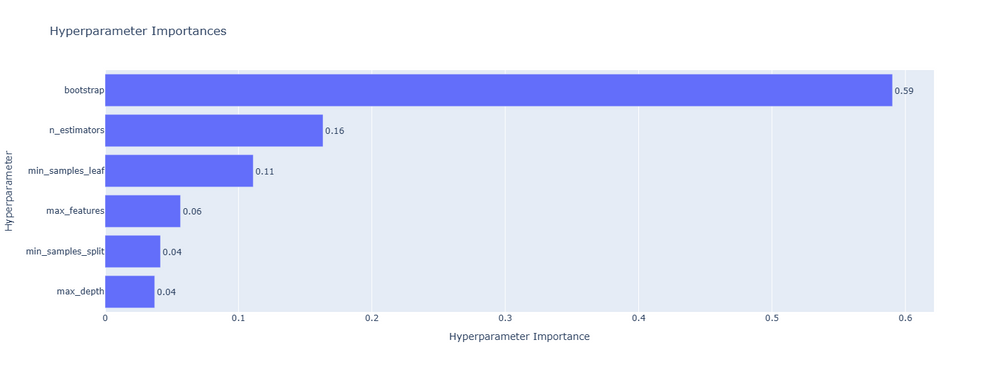 Hyperparameter Importances
Hyperparameter
bootstrap
0.59
n_estimators
0.16
min_samples_leaf
0.11
max_features
0.06
min_samples_split
0.04
max_depth
0.04
0
0.1
0.2
0.3
0.4
0.5
0.6
Hyperparameter Importance